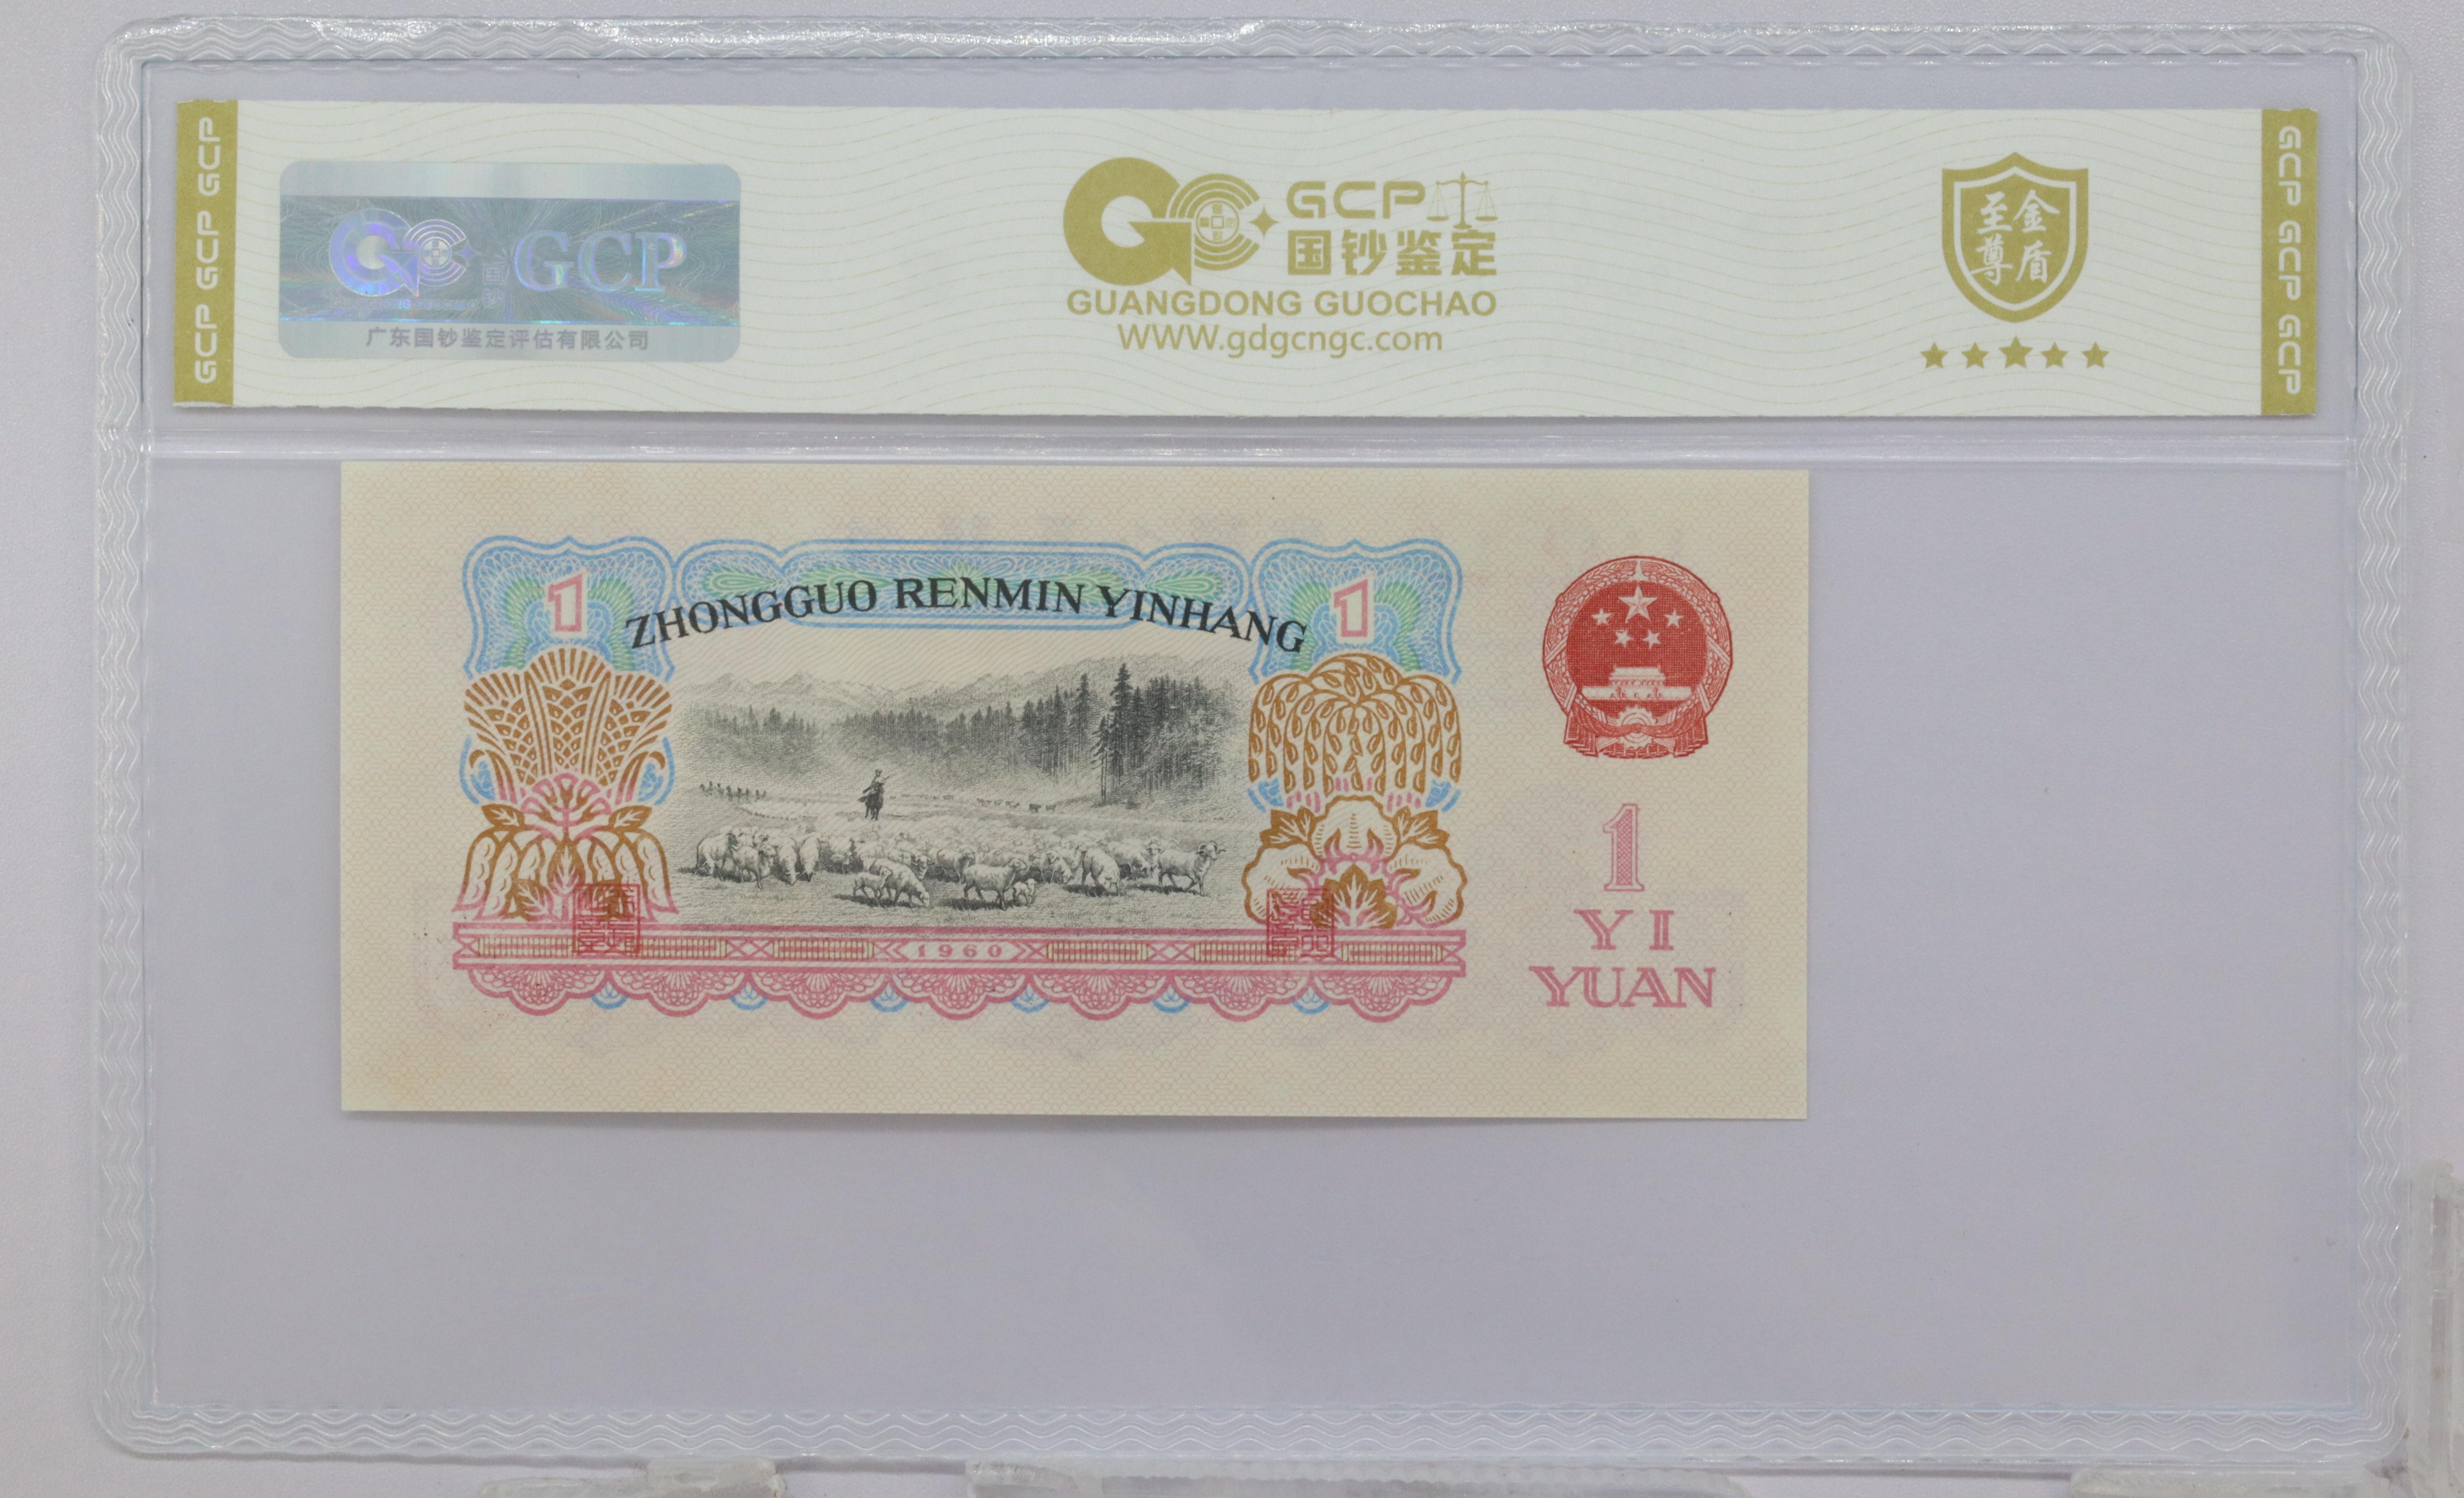 GCP GCP GCP
GCP
国钞
广东国钞鉴定评估有限公司
GCP
国钞鉴定
GUANGDONG GUOCHAO
WWW.gdgcngc.com
至尊
金盾
GCP GCP GCP
1
ZHONGGUO RENMIN YINHANG
1
1960
1
YI
YUAN